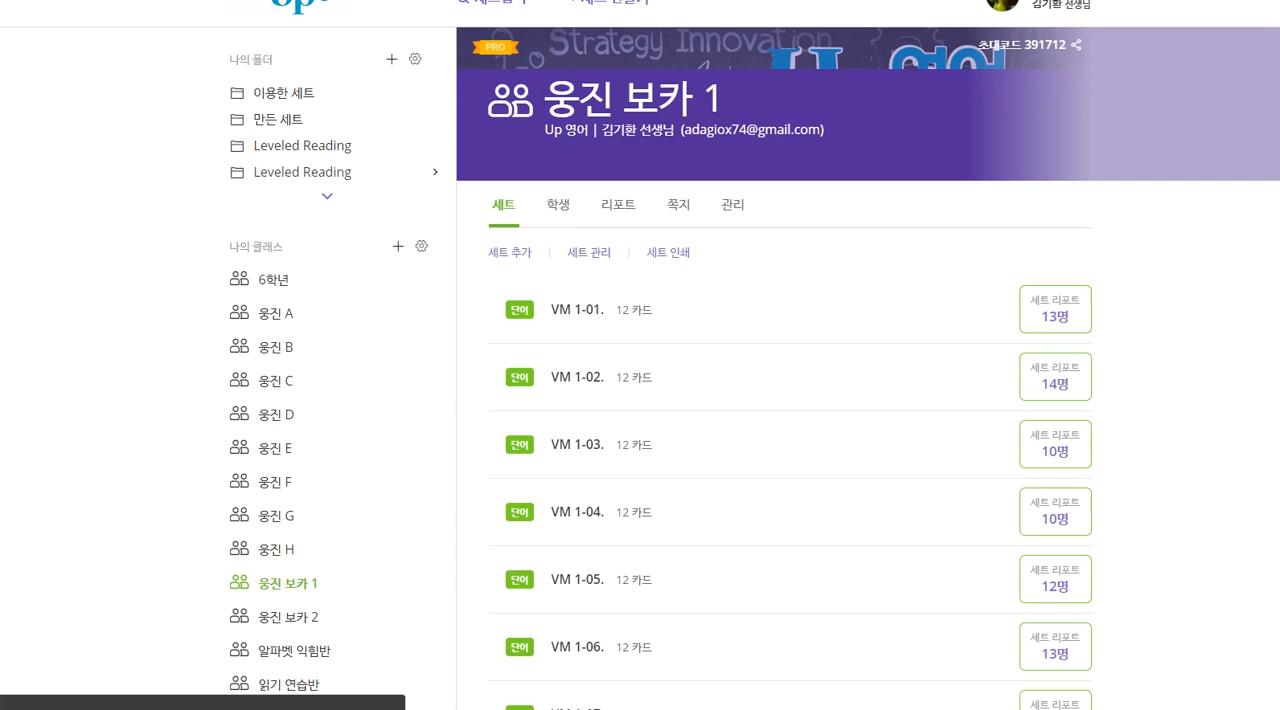 김기환 선생님
나의 폴더
이용한 세트
만든 세트
Leveled Reading
Leveled Reading
나의 클래스
6학년
웅진 A
웅진 B
웅진 C
웅진 D
웅진 E
웅진 F
웅진 G
웅진 H
웅진 보카 1
웅진 보카 2
알파벳 익힘반
읽기 연습반
PRO
Strategy Innovation
초대코드 391712
웅진 보카 1
Up 영어 | 김기환 선생님 (adagiox74@gmail.com)
세트 학생 리포트 쪽지 관리
세트 추가 | 세트 관리 | 세트 인쇄
단어 VM 1-01. 12 카드 세트 리포트
13명
단어 VM 1-02. 12 카드 세트 리포트
14명
단어 VM 1-03. 12 카드 세트 리포트
10명
단어 VM 1-04. 12 카드 세트 리포트
10명
단어 VM 1-05. 12 카드 세트 리포트
12명
단어 VM 1-06. 12 카드 세트 리포트
13명
세트 리포트